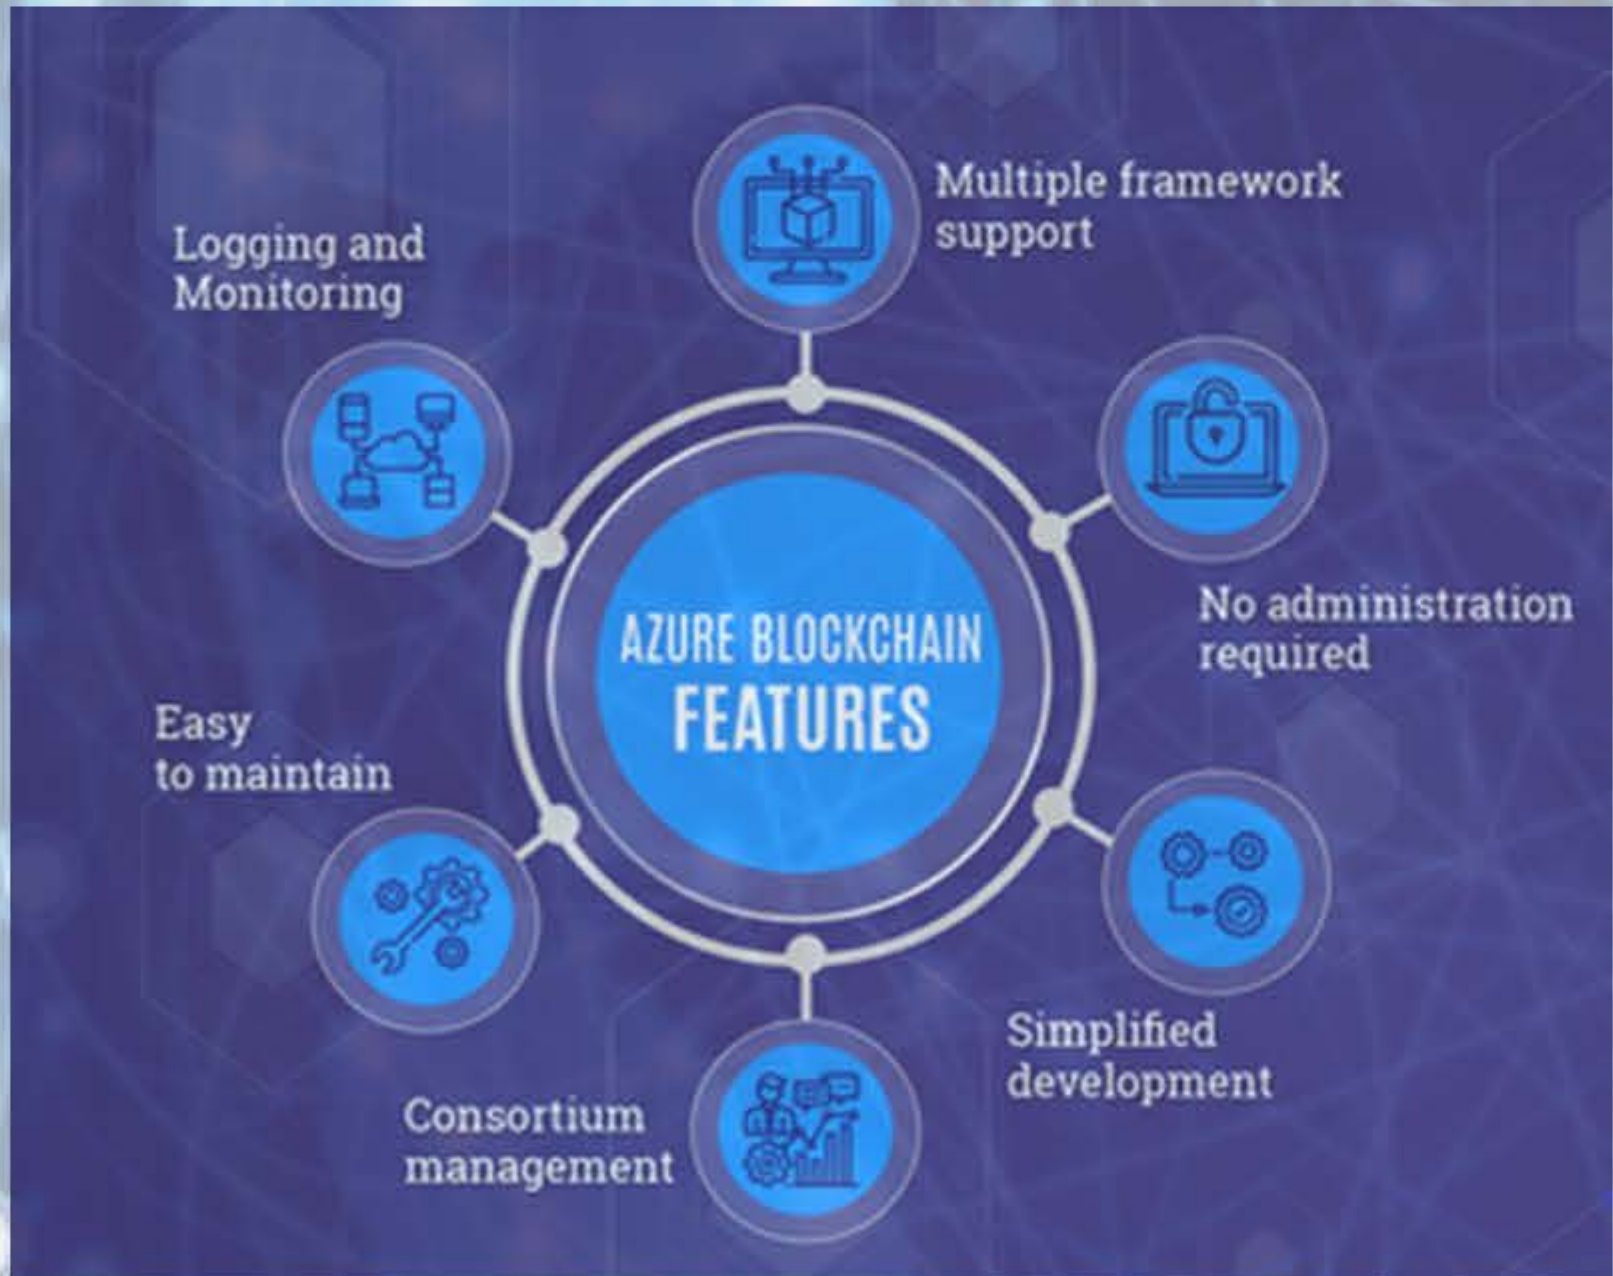 Multiple framework
support
Logging and
Monitoring
No administration
required
AZURE BLOCKCHAIN
FEATURES
Easy
to maintain
Simplified
development
Consortium
management